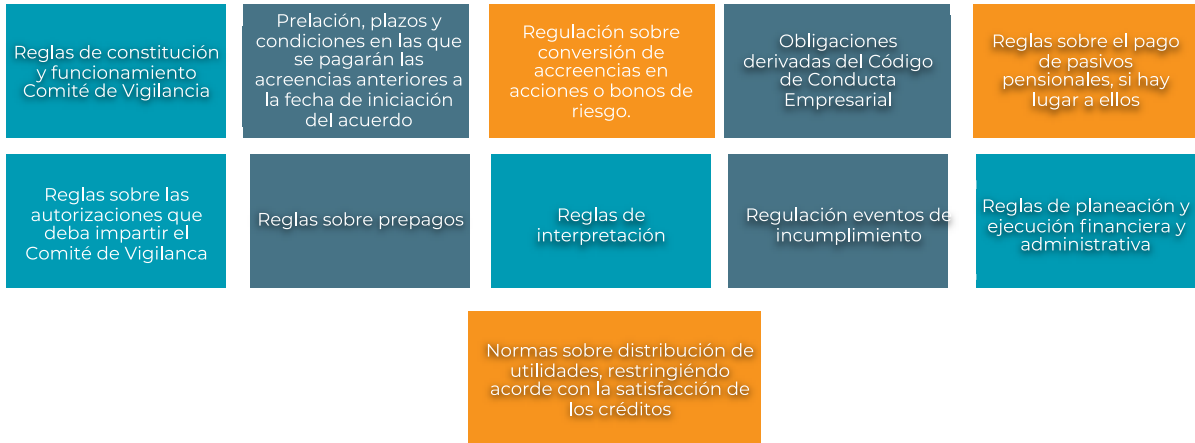 Reglas de constitución
y funcionamiento
Comité de Vigilancia
Prelación, plazos y
condiciones en las que
se pagarán las
acreencias anteriores a
la fecha de iniciación
del acuerdo
Regulación sobre
conversión de
accreencias en
acciones o bonos de
riesgo.
Obligaciones
derivadas del Código
de Conducta
Empresarial
Reglas sobre el pago
de pasivos
pensionales, si hay
lugar a ellos
Reglas sobre las
autorizaciones que
deba impartir el
Comité de Vigilanca
Reglas sobre prepagos
Reglas de
interpretación
Regulación eventos de
incumplimiento
Reglas de planeación y
ejecución financiera y
administrativa
Normas sobre distribución de
utilidades, restringiéndo
acorde con la satisfacción de
los créditos